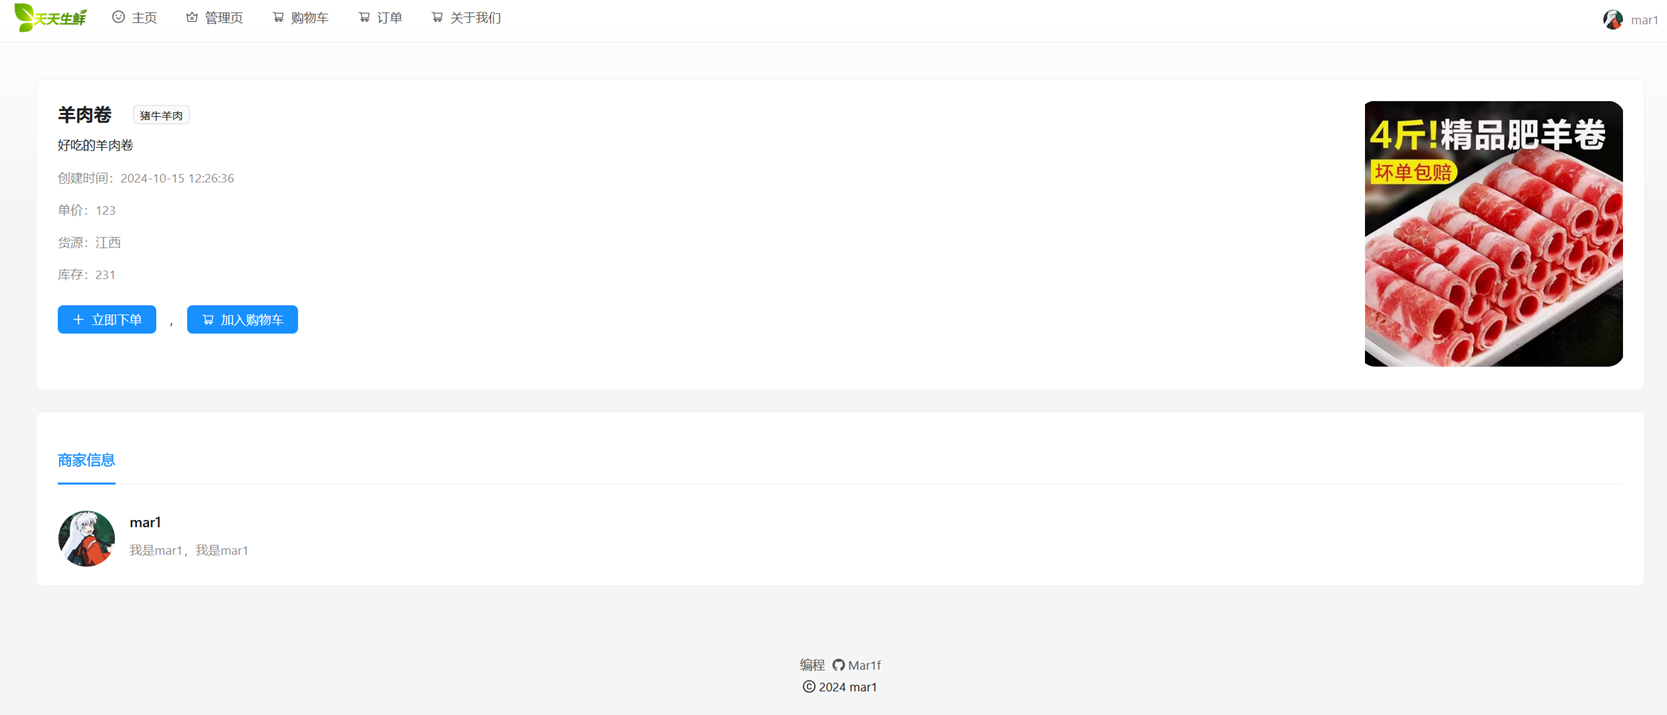 天天生鲜 主页 管理页 购物车 订单 关于我们 mar1
羊肉卷 猪牛羊肉
好吃的羊肉卷
创建时间：2024-10-15 12:26:36
单价：123
货源：江西
库存：231
立即下单 , 加入购物车
4斤!精品肥羊卷
坏单包赔
商家信息
mar1
我是mar1，我是mar1
编程 Mar1f
© 2024 mar1